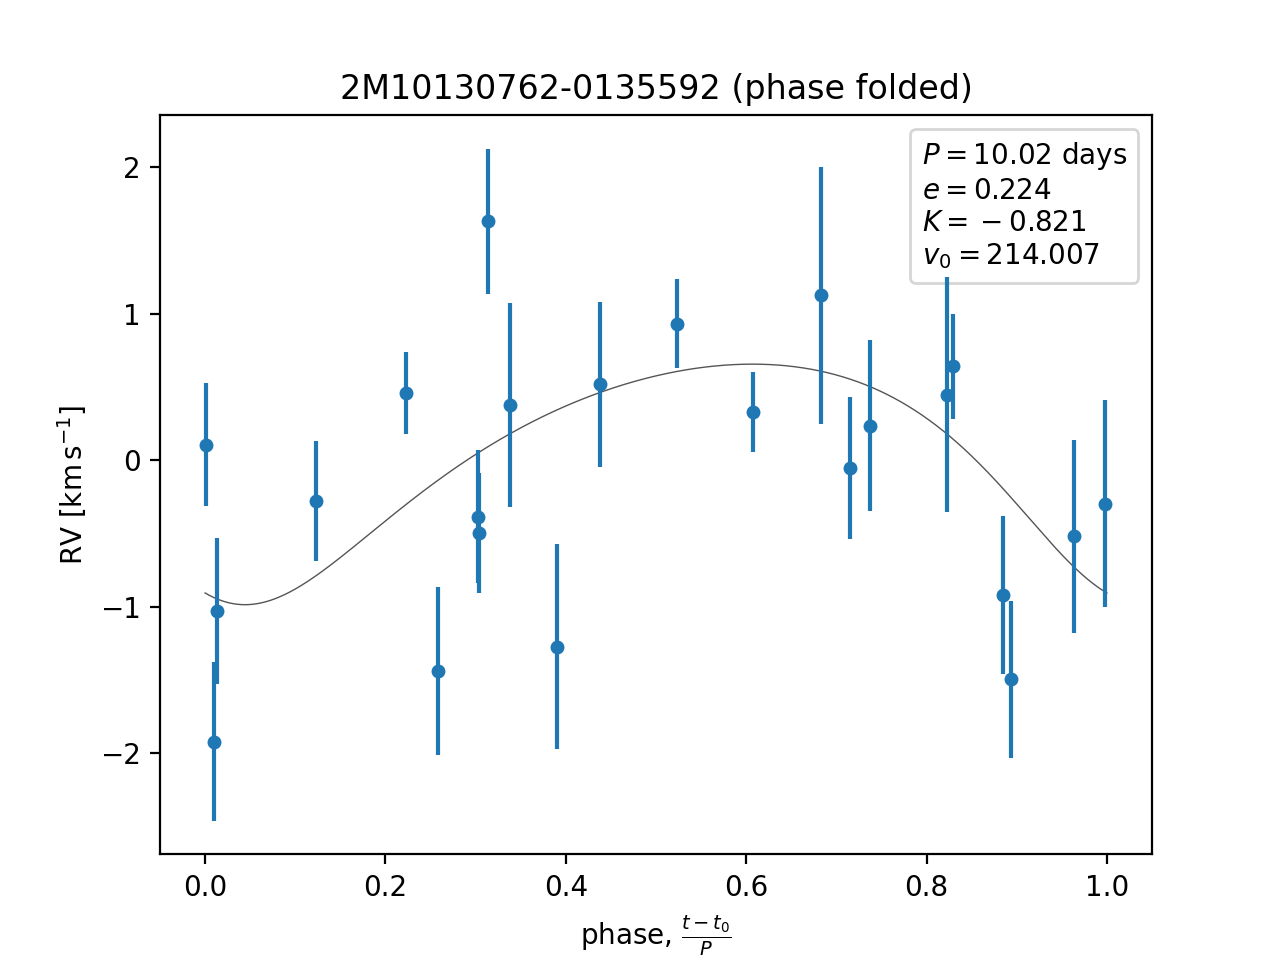 2M10130762-0135592 (phase folded)
P = 10.02 days
e = 0.224
K = −0.821
v₀ = 214.007
RV [km s⁻¹]
2
1
0
−1
−2
0.0 0.2 0.4 0.6 0.8 1.0
phase, (t − t₀)/P